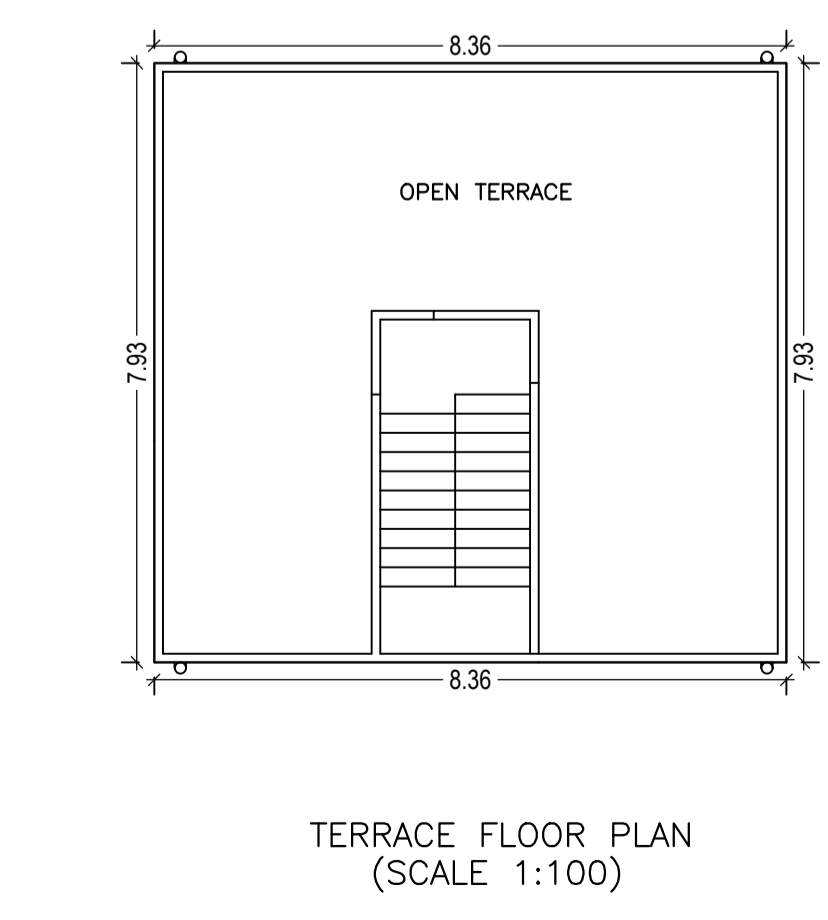 8.36
OPEN TERRACE
7.93
7.93
8.36
TERRACE FLOOR PLAN
(SCALE 1:100)